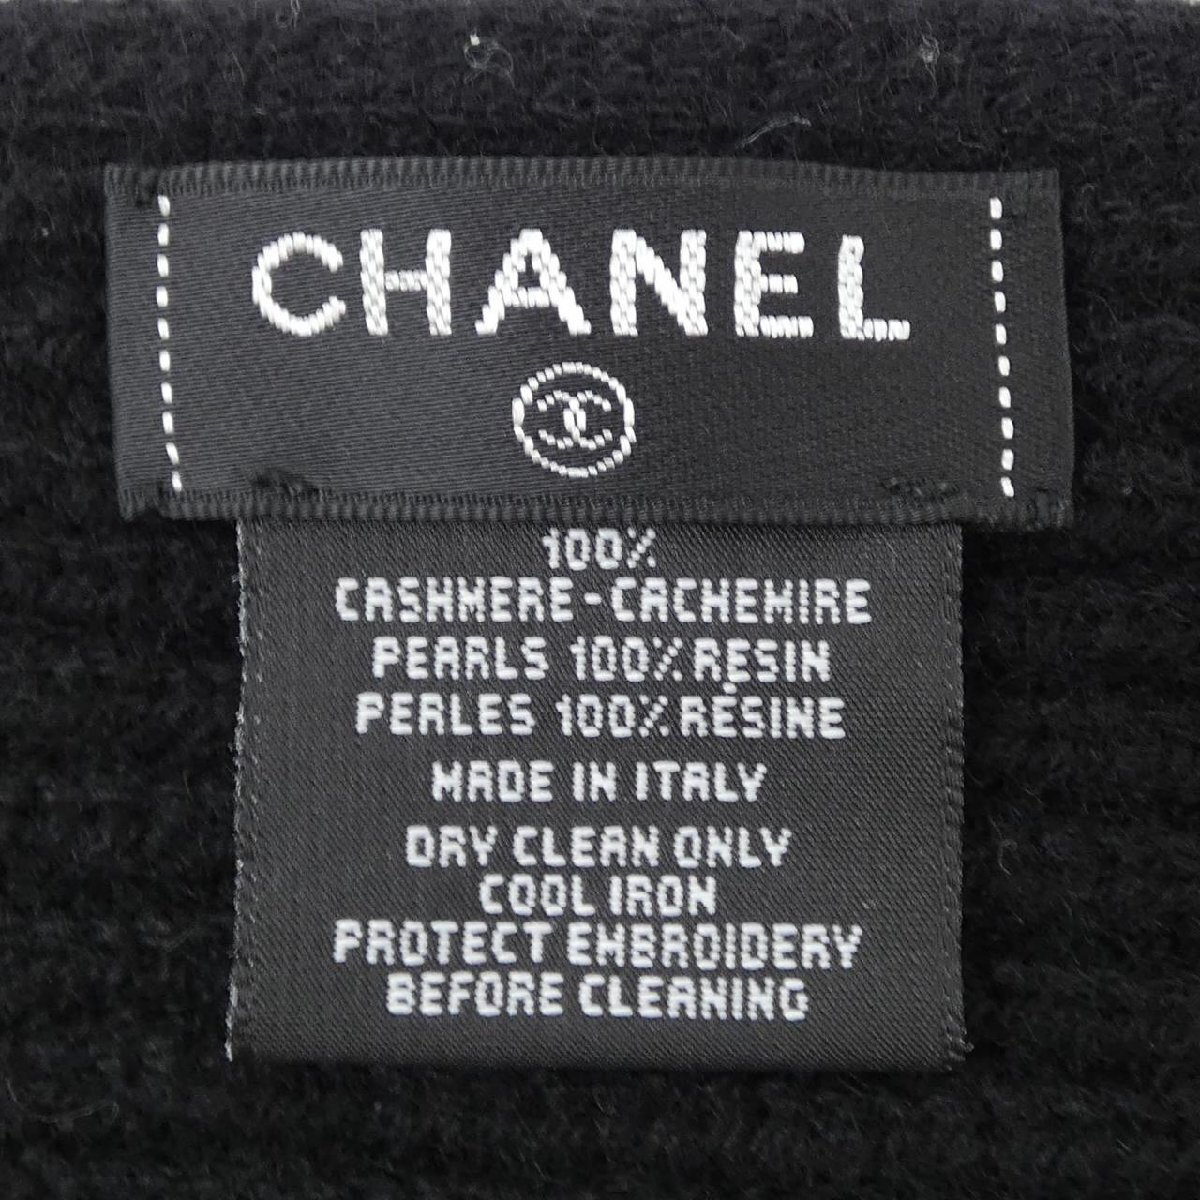 CHANEL
100%
CASHMERE-CACHEMIRE
PEARLS 100% RESIN
PERLES 100% RÉSINE
MADE IN ITALY
DRY CLEAN ONLY
COOL IRON
PROTECT EMBROIDERY
BEFORE CLEANING